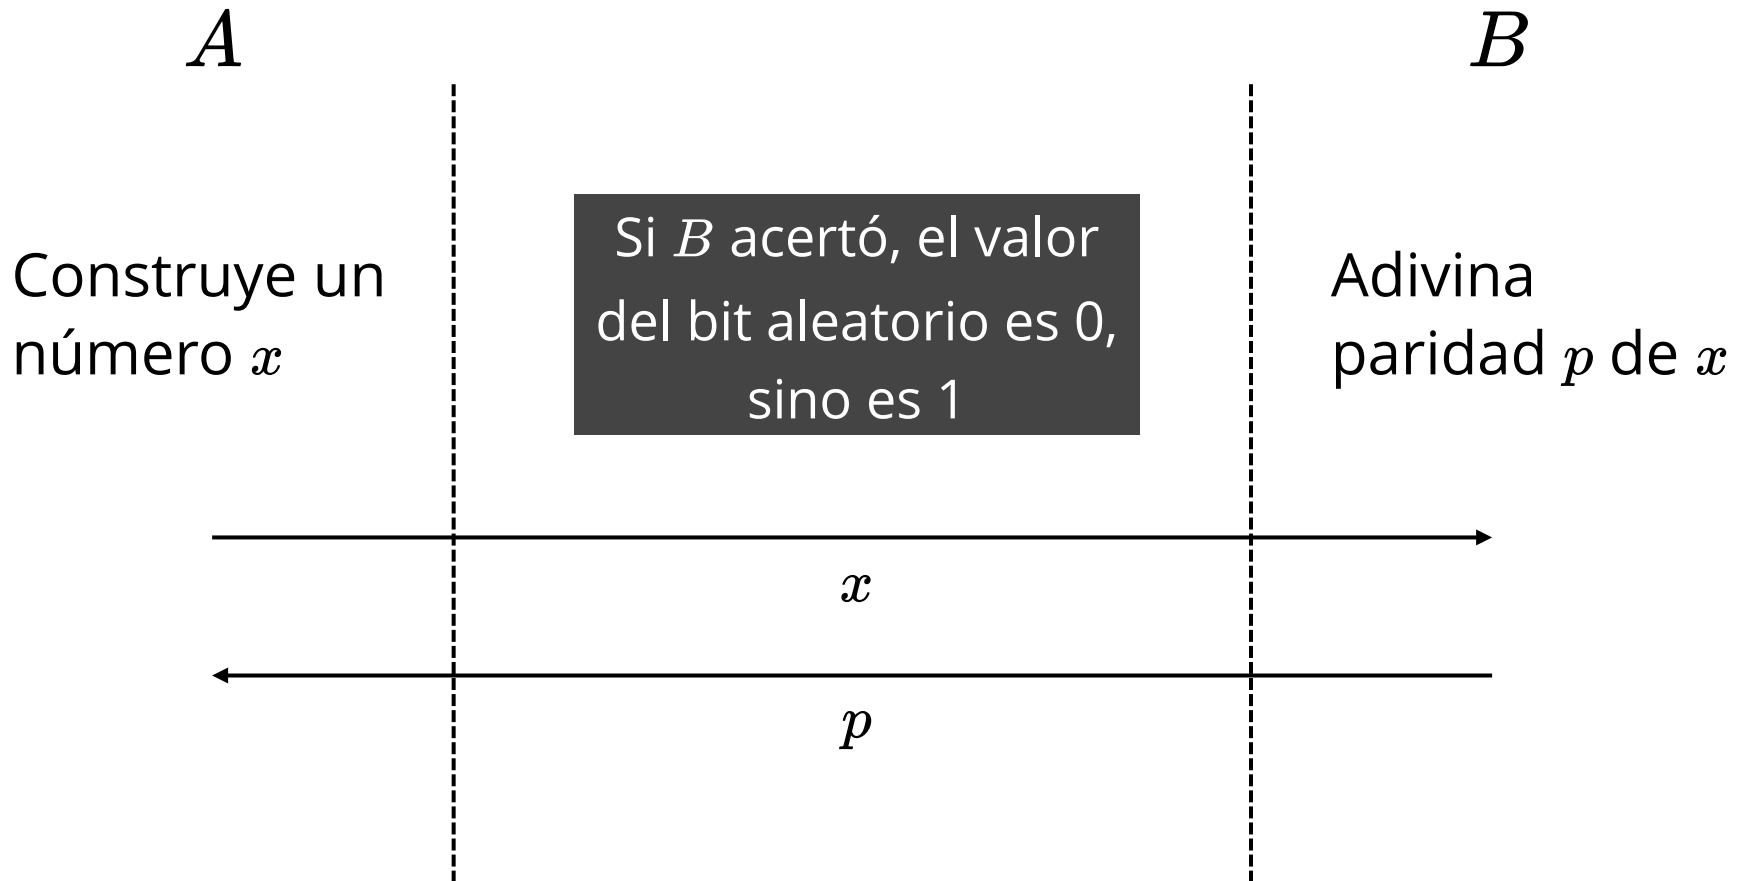 A
B
Construye un
número x
Si B acertó, el valor
del bit aleatorio es 0,
sino es 1
Adivina
paridad p de x
x
p